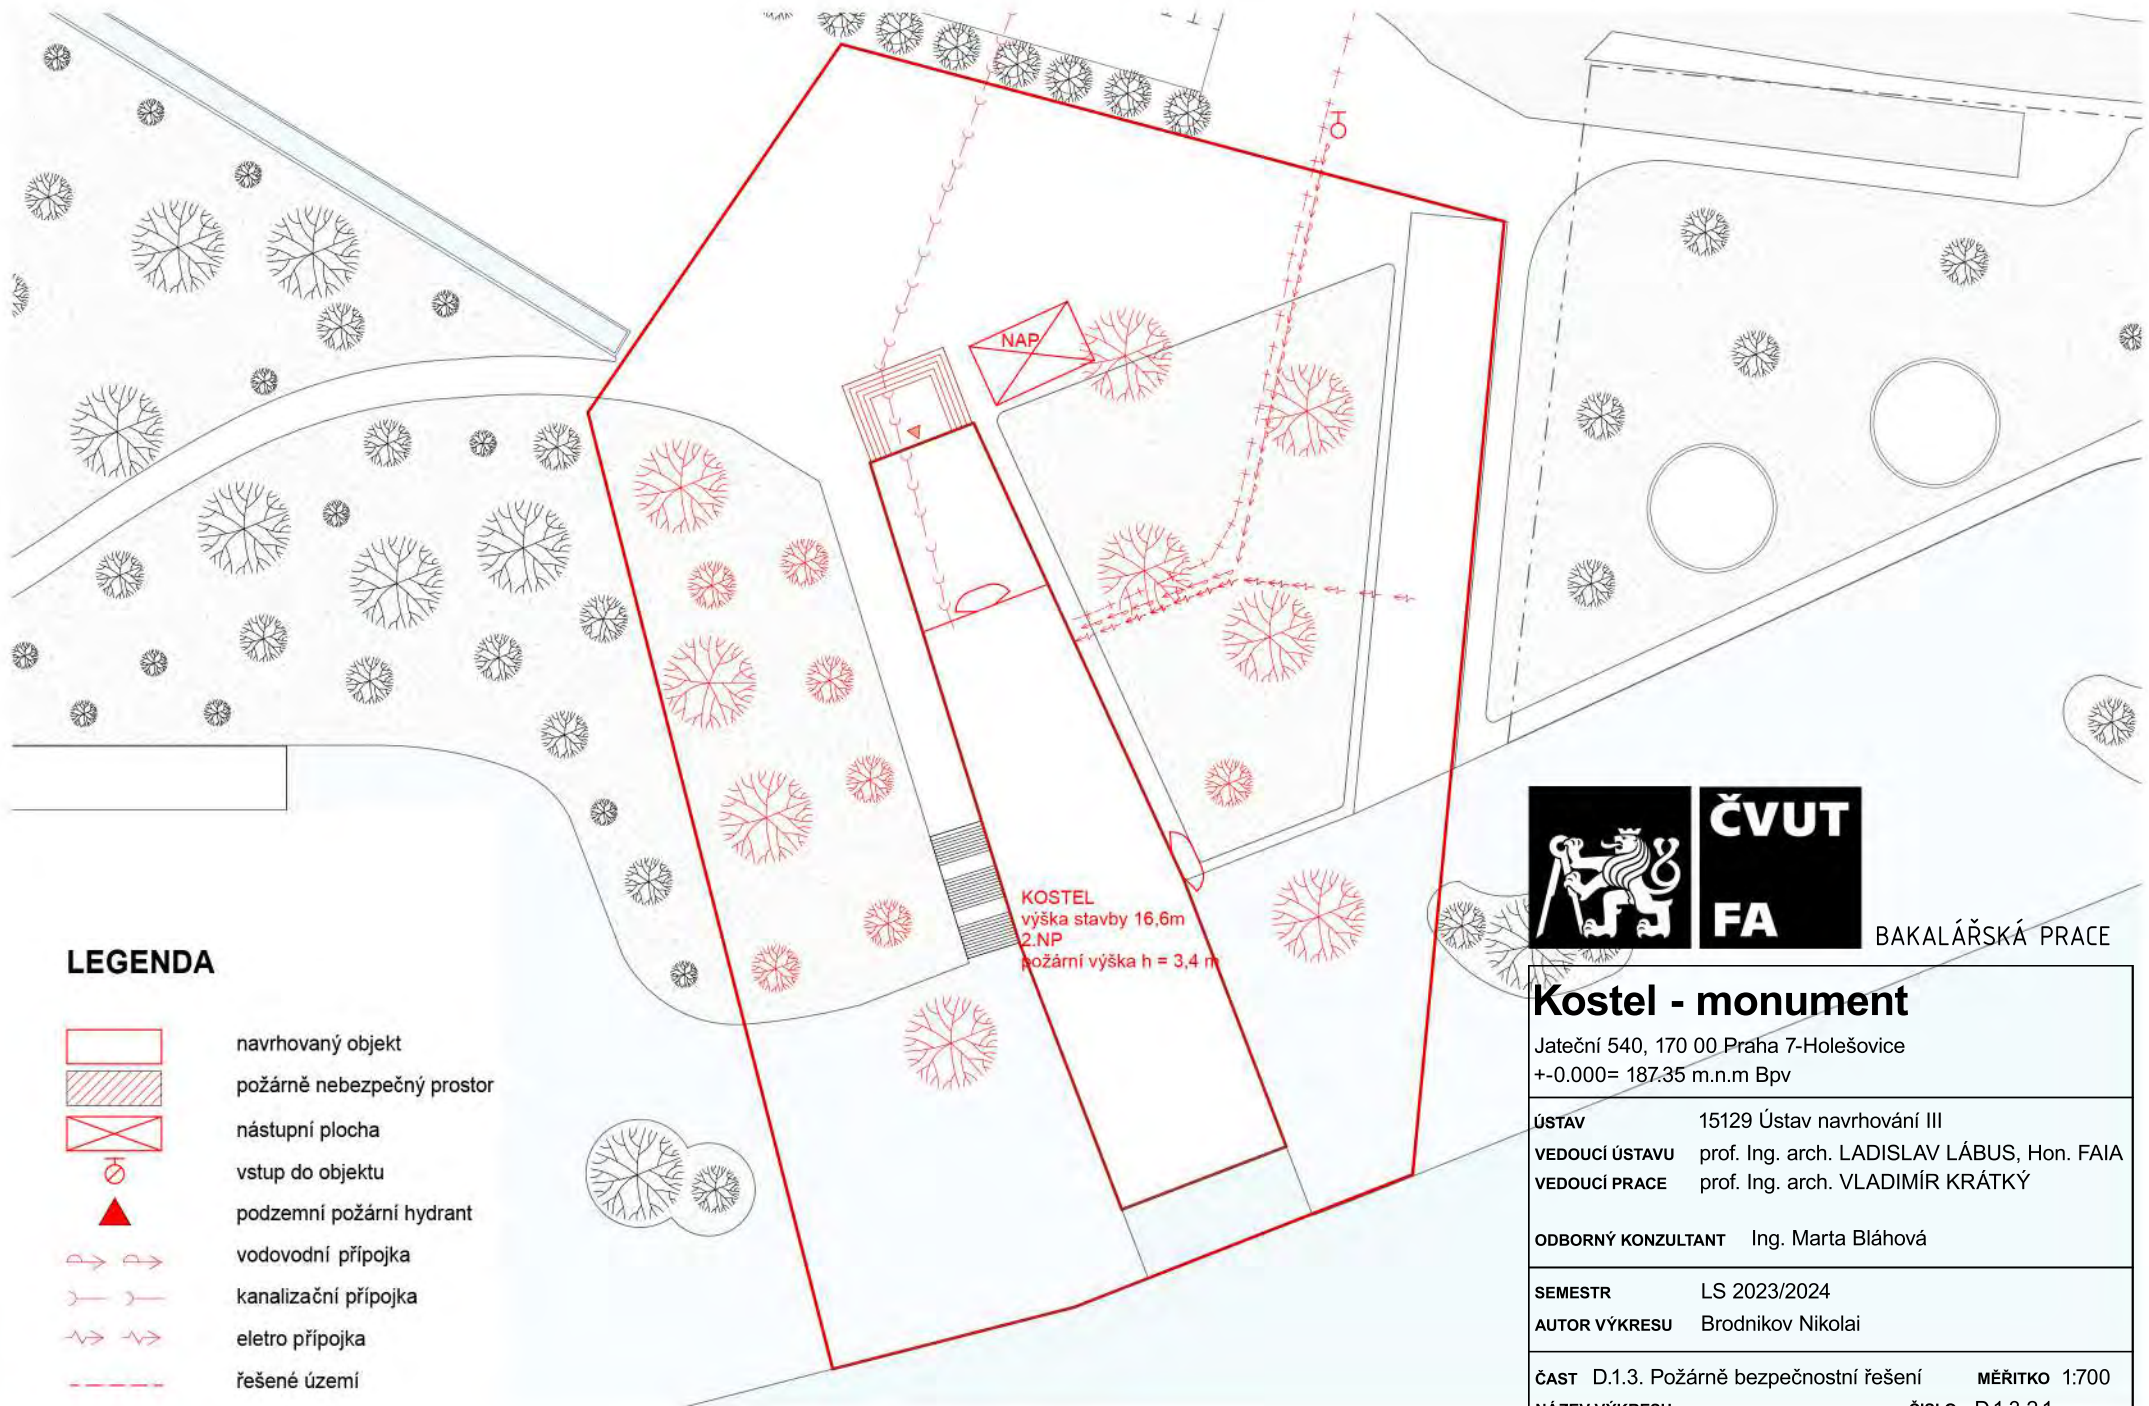 NAP
KOSTEL
výška stavby 16,6m
2.NP
požární výška h = 3,4 m
LEGENDA
navrhovaný objekt
požárně nebezpečný prostor
nástupní plocha
vstup do objektu
podzemní požární hydrant
vodovodní přípojka
kanalizační přípojka
eletro přípojka
řešené území
ČVUT
FA
BAKALÁŘSKÁ PRACE
Kostel - monument
Jateční 540, 170 00 Praha 7-Holešovice
+-0.000= 187.35 m.n.m Bpv
ÚSTAV 15129 Ústav navrhování III
VEDOUCÍ ÚSTAVU prof. Ing. arch. LADISLAV LÁBUS, Hon. FAIA
VEDOUCÍ PRACE prof. Ing. arch. VLADIMÍR KRÁTKÝ
ODBORNÝ KONZULTANT Ing. Marta Bláhová
SEMESTR LS 2023/2024
AUTOR VÝKRESU Brodnikov Nikolai
ČAST D.1.3. Požárně bezpečnostní řešení MĚŘITKO 1:700